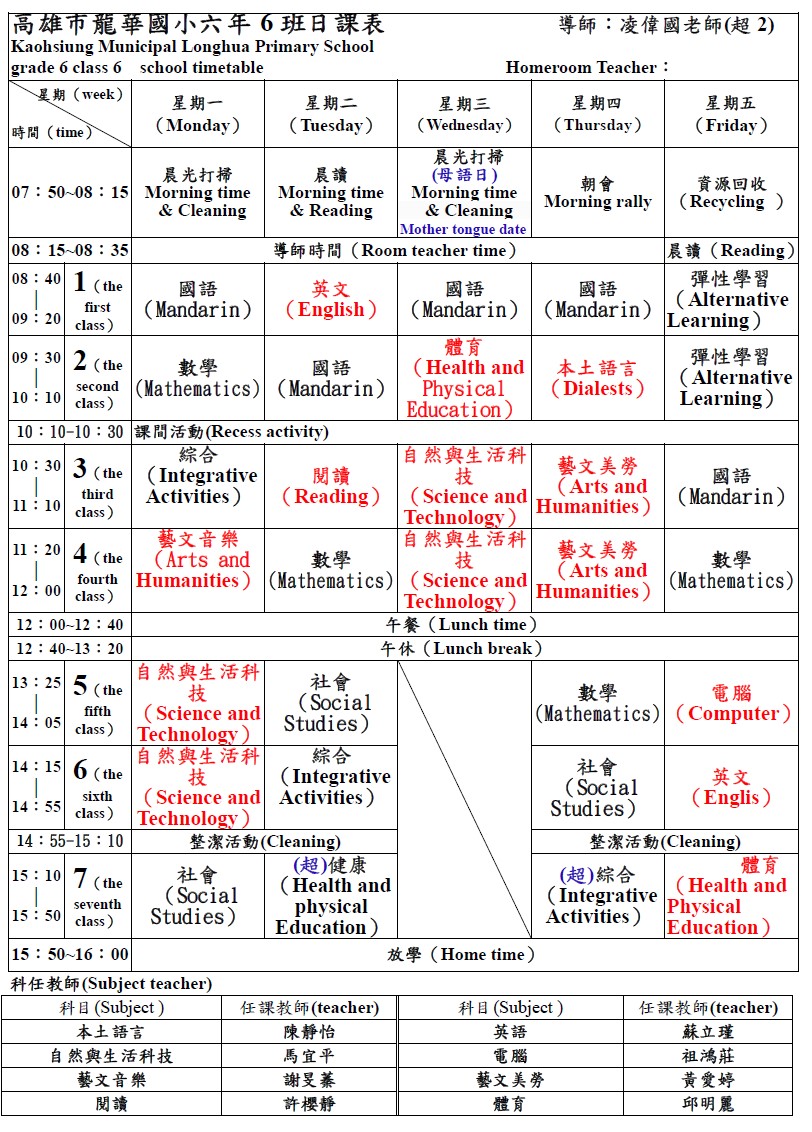 高雄市龍華國小六年 6 班日課表 導師：凌偉國老師(超 2)
Kaohsiung Municipal Longhua Primary School
grade 6 class 6 school timetable Homeroom Teacher：
星期（week）
時間（time）
星期一
（Monday）
星期二
（Tuesday）
星期三
（Wednesday）
星期四
（Thursday）
星期五
（Friday）
07：50~08：15
晨光打掃
Morning time
& Cleaning
晨讀
Morning time
& Reading
晨光打掃
(母語日)
Morning time
& Cleaning
Mother tongue date
朝會
Morning rally
資源回收
（Recycling ）
08：15~08：35 導師時間（Room teacher time） 晨讀（Reading）
08：40
｜
09：20
1（the
first
class）
國語
（Mandarin）
英文
（English）
國語
（Mandarin）
國語
（Mandarin）
彈性學習
（Alternative
Learning）
09：30
｜
10：10
2（the
second
class）
數學
（Mathematics）
國語
（Mandarin）
體育
（Health and
Physical
Education）
本土語言
（Dialests）
彈性學習
（Alternative
Learning）
10：10-10：30 課間活動(Recess activity)
10：30
｜
11：10
3（the
third
class）
綜合
（Integrative
Activities）
閱讀
（Reading）
自然與生活科
技
（Science and
Technology）
藝文美勞
（Arts and
Humanities）
國語
（Mandarin）
11：20
｜
12：00
4（the
fourth
class）
藝文音樂
（Arts and
Humanities）
數學
（Mathematics）
自然與生活科
技
（Science and
Technology）
藝文美勞
（Arts and
Humanities）
數學
（Mathematics）
12：00~12：40 午餐（Lunch time）
12：40~13：20 午休（Lunch break）
13：25
｜
14：05
5（the
fifth
class）
自然與生活科
技
（Science and
Technology）
社會
（Social
Studies）
數學
（Mathematics）
電腦
（Computer）
14：15
｜
14：55
6（the
sixth
class）
自然與生活科
技
（Science and
Technology）
綜合
（Integrative
Activities）
社會
（Social
Studies）
英文
（Englis）
14：55-15：10 整潔活動(Cleaning) 整潔活動(Cleaning)
15：10
｜
15：50
7（the
seventh
class）
社會
（Social
Studies）
(超)健康
（Health and
physical
Education）
(超)綜合
（Integrative
Activities）
體育
（Health and
Physical
Education）
15：50~16：00 放學（Home time）
科任教師(Subject teacher)
科目(Subject ) 任課教師(teacher) 科目(Subject ) 任課教師(teacher)
本土語言 陳靜怡 英語 蘇立瑾
自然與生活科技 馬宜平 電腦 祖鴻莊
藝文音樂 謝旻蓁 藝文美勞 黃愛婷
閱讀 許櫻靜 體育 邱明麗